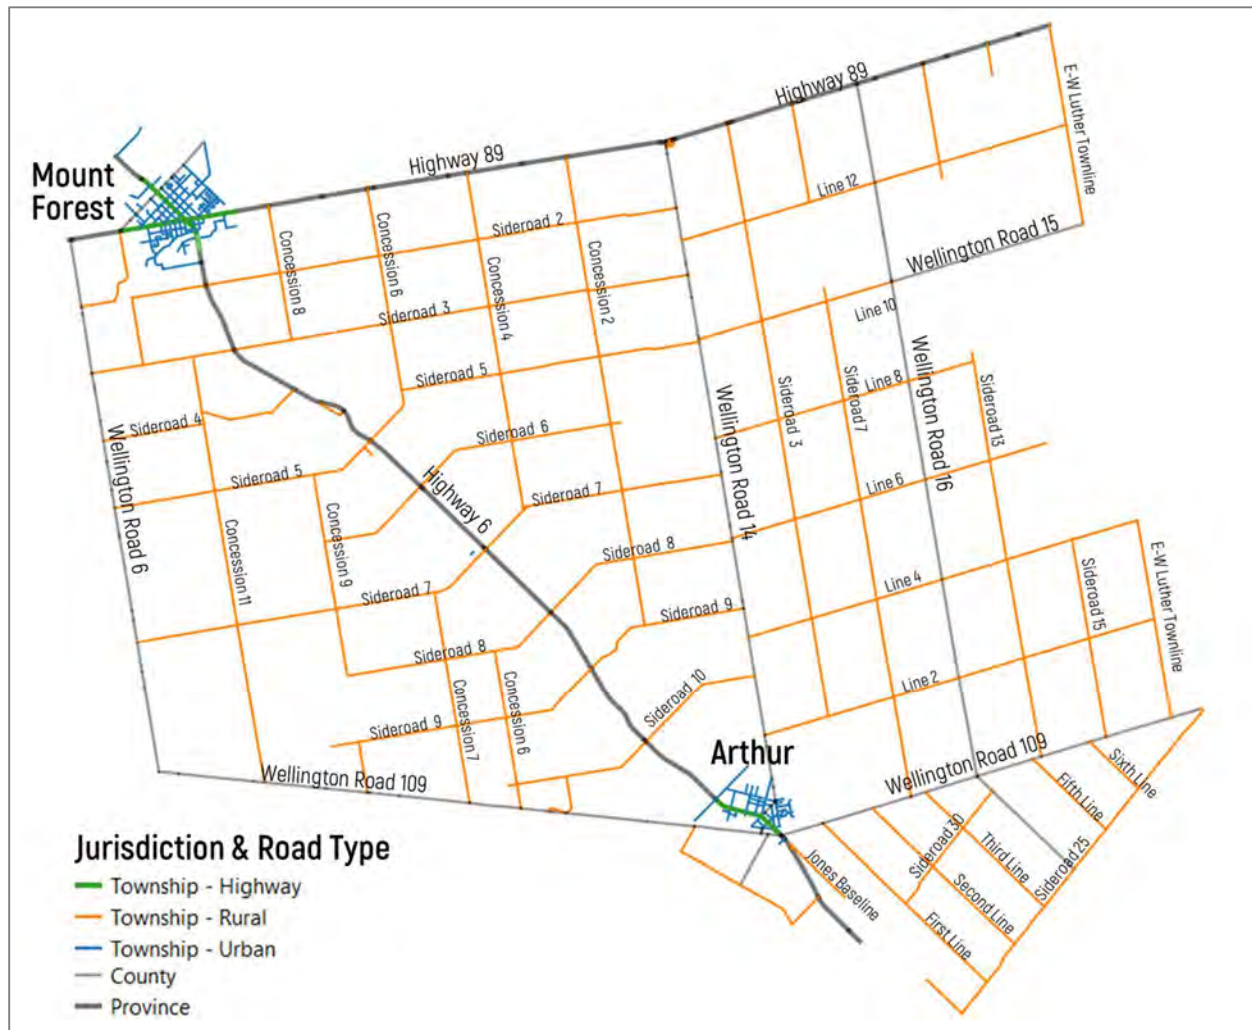 Highway 89
E-W Luther Townline
Mount
Forest
Highway 89
Line 12
Sideroad 2
Wellington Road 15
Concession 8
Concession 6
Concession 4
Concession 2
Sideroad 3
Line 10
Sideroad 5
Line 8
Sideroad 3
Sideroad 7
Wellington Road 16
Sideroad 13
Sideroad 4
Wellington Road 6
Sideroad 6
Wellington Road 14
Sideroad 5
Highway 6
Sideroad 7
Line 6
Concession 11
Concession 9
Sideroad 8
Sideroad 7
Line 4
Sideroad 15
E-W Luther Townline
Sideroad 9
Sideroad 8
Concession 7
Concession 6
Sideroad 10
Line 2
Sideroad 9
Arthur
Wellington Road 109
Wellington Road 109
Sixth Line
Fifth Line
Sideroad 30
Third Line
Sideroad 25
Jones Baseline
Second Line
First Line
Jurisdiction & Road Type
Township - Highway
Township - Rural
Township - Urban
County
Province